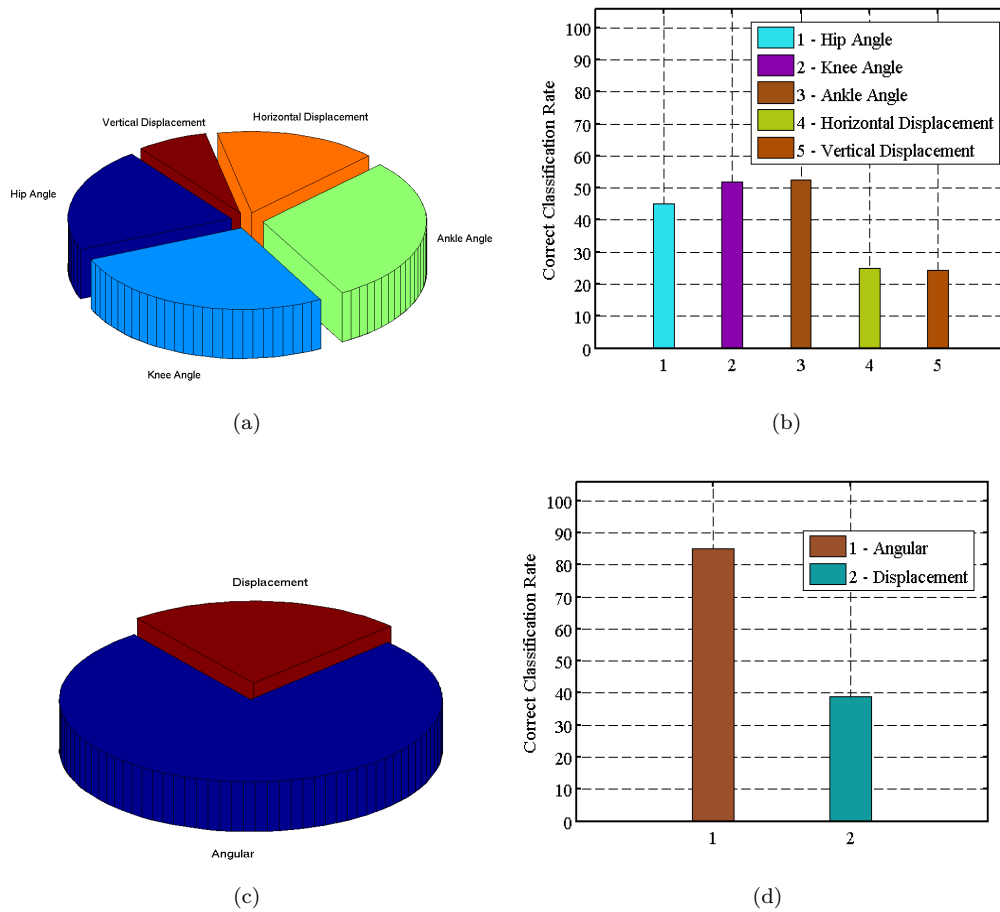 Vertical Displacement
Horizontal Displacement
Hip Angle
Ankle Angle
Knee Angle
(a)
Correct Classification Rate
100
90
80
70
60
50
40
30
20
10
0
1 - Hip Angle
2 - Knee Angle
3 - Ankle Angle
4 - Horizontal Displacement
5 - Vertical Displacement
1 2 3 4 5
(b)
Displacement
Angular
(c)
Correct Classification Rate
100
90
80
70
60
50
40
30
20
10
0
1 - Angular
2 - Displacement
1 2
(d)